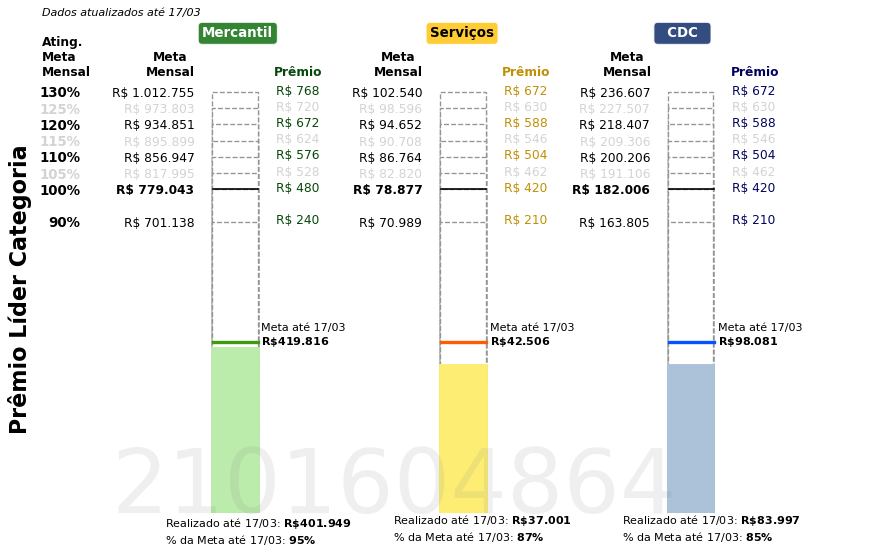 Dados atualizados até 17/03
Mercantil Serviços CDC
Ating.
Meta
Mensal
Meta
Mensal Prêmio Meta
Mensal Prêmio Meta
Mensal Prêmio
130% R$ 1.012.755 R$ 768 R$ 102.540 R$ 672 R$ 236.607 R$ 672
125% R$ 973.803 R$ 720 R$ 98.596 R$ 630 R$ 227.507 R$ 630
120% R$ 934.851 R$ 672 R$ 94.652 R$ 588 R$ 218.407 R$ 588
115% R$ 895.899 R$ 624 R$ 90.708 R$ 546 R$ 209.306 R$ 546
110% R$ 856.947 R$ 576 R$ 86.764 R$ 504 R$ 200.206 R$ 504
105% R$ 817.995 R$ 528 R$ 82.820 R$ 462 R$ 191.106 R$ 462
100% R$ 779.043 R$ 480 R$ 78.877 R$ 420 R$ 182.006 R$ 420
90% R$ 701.138 R$ 240 R$ 70.989 R$ 210 R$ 163.805 R$ 210
Prêmio Líder Categoria
Meta até 17/03 Meta até 17/03 Meta até 17/03
R$419.816 R$42.506 R$98.081
2101604864
Realizado até 17/03: R$401.949 Realizado até 17/03: R$37.001 Realizado até 17/03: R$83.997
% da Meta até 17/03: 95% % da Meta até 17/03: 87% % da Meta até 17/03: 85%